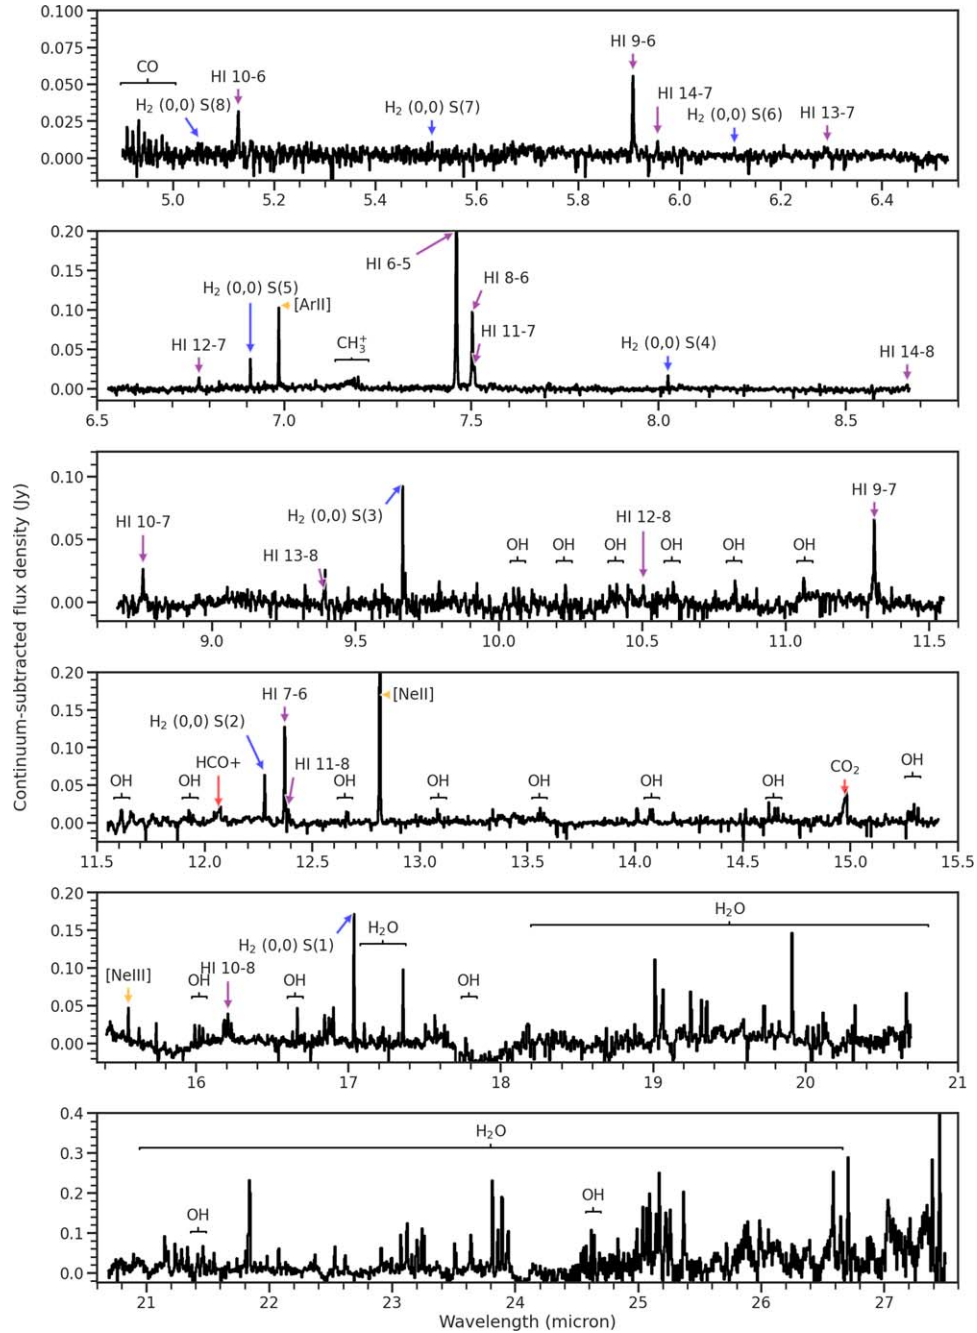 0.100
0.075
0.050
0.025
0.000
CO
H₂ (0,0) S(8)
HI 10-6
H₂ (0,0) S(7)
HI 9-6
HI 14-7
H₂ (0,0) S(6)
HI 13-7
5.0 5.2 5.4 5.6 5.8 6.0 6.2 6.4
0.20
0.15
0.10
0.05
0.00
HI 12-7
H₂ (0,0) S(5)
[ArII]
CH₃⁺
HI 6-5
HI 8-6
HI 11-7
H₂ (0,0) S(4)
HI 14-8
6.5 7.0 7.5 8.0 8.5
Continuum-subtracted flux density (Jy)
0.10
0.05
0.00
HI 10-7
HI 13-8
H₂ (0,0) S(3)
OH OH OH
HI 12-8
OH OH OH
HI 9-7
9.0 9.5 10.0 10.5 11.0 11.5
0.20
0.15
0.10
0.05
0.00
OH OH
HCO+
H₂ (0,0) S(2)
HI 7-6
HI 11-8
OH
[NeII]
OH OH OH OH
CO₂
OH
11.5 12.0 12.5 13.0 13.5 14.0 14.5 15.0 15.5
0.20
0.15
0.10
0.05
0.00
[NeIII]
OH
HI 10-8
OH
H₂ (0,0) S(1)
H₂O
OH
H₂O
16 17 18 19 20 21
0.4
0.3
0.2
0.1
0.0
H₂O
OH
OH
21 22 23 24 25 26 27
Wavelength (micron)